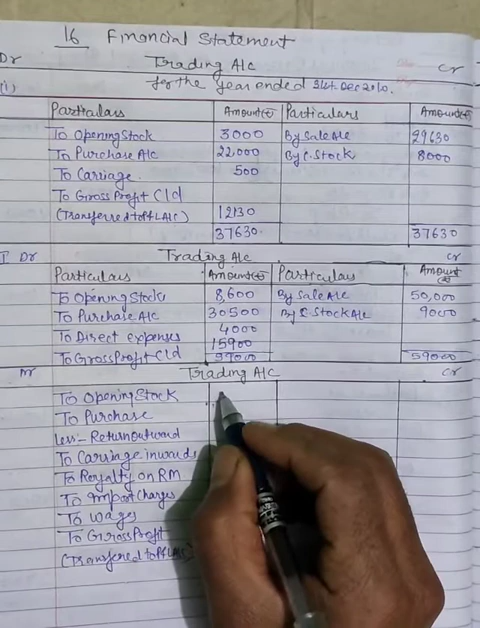 16 Financial Statement
Dr Trading A/c Cr
for the year ended 31st Dec 2010.
(i)
Particulars Amount(₹) Particulars Amount(₹)
To Opening Stock 3000 By Sale A/c 29630
To Purchase A/c 22,000 By C. Stock 8000
To Carriage. 500
To Gross Profit C/d
(Transferred to P/L A/c) 12130
37630. 37630
Dr Trading A/c Cr
Particulars Amount(₹) Particulars Amount(₹)
To Opening Stock 8,600 By Sale A/c 50,000
To Purchase A/c 30500 By C Stock A/c 9000
To Direct expenses 4000
To Gross Profit C/d 15900
59000 59000
Dr Trading A/c Cr
To Opening Stock
To Purchase
Less- Return outward
To Carriage inwards
To Royalty on RM
To Import Charges
To Wages
To Gross Profit
(Transferred to P/L A/c)